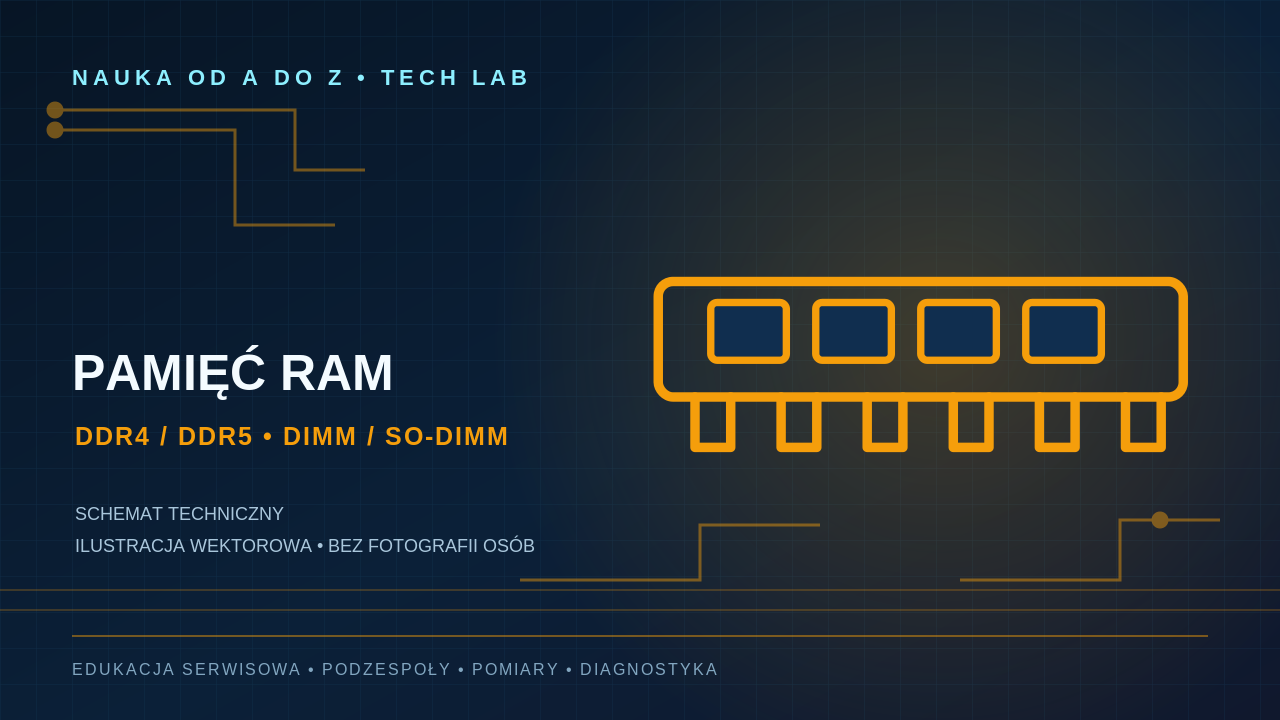 NAUKA OD A DO Z • TECH LAB
PAMIĘĆ RAM
DDR4 / DDR5 • DIMM / SO-DIMM
SCHEMAT TECHNICZNY
ILUSTRACJA WEKTOROWA • BEZ FOTOGRAFII OSÓB
EDUKACJA SERWISOWA • PODZESPOŁY • POMIARY • DIAGNOSTYKA